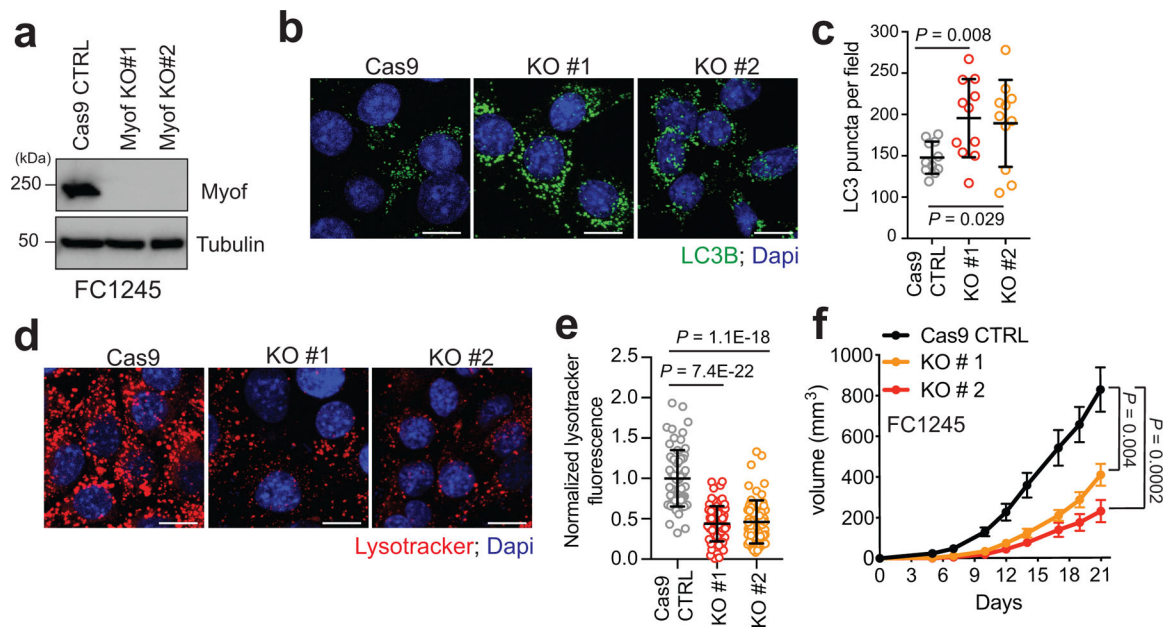 a
Cas9 CTRL
Myof KO#1
Myof KO#2
(kDa)
250
Myof
50
Tubulin
FC1245
b
Cas9
KO #1
KO #2
LC3B; Dapi
c
P = 0.008
LC3 puncta per field
300
250
200
150
100
P = 0.029
Cas9
CTRL
KO #1
KO #2
d
Cas9
KO #1
KO #2
Lysotracker; Dapi
e
P = 1.1E-18
P = 7.4E-22
Normalized lysotracker
fluorescence
2.5
2.0
1.5
1.0
0.5
0.0
Cas9
CTRL
KO #1
KO #2
f
Cas9 CTRL
KO # 1
KO # 2
FC1245
volume (mm3)
1000
800
600
400
200
0
0 3 6 9 12 15 18 21
Days
P = 0.004
P = 0.0002